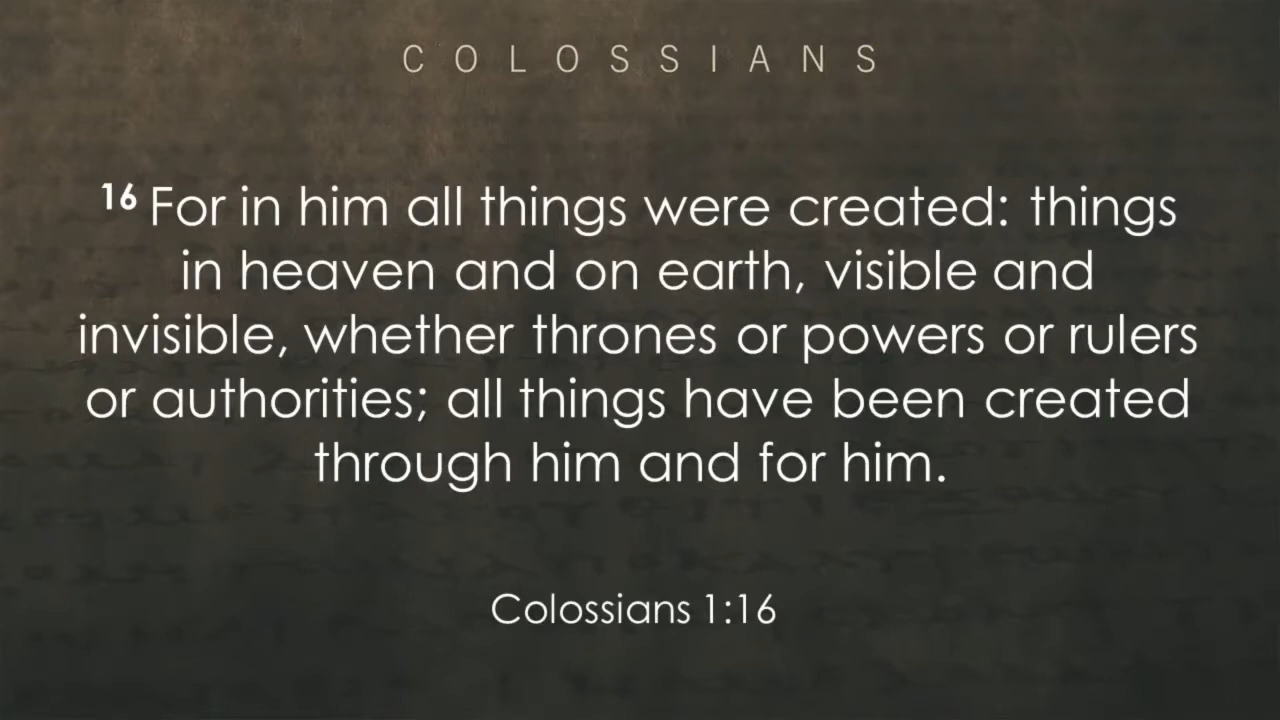 COLOSSIANS
16 For in him all things were created: things
in heaven and on earth, visible and
invisible, whether thrones or powers or rulers
or authorities; all things have been created
through him and for him.
Colossians 1:16